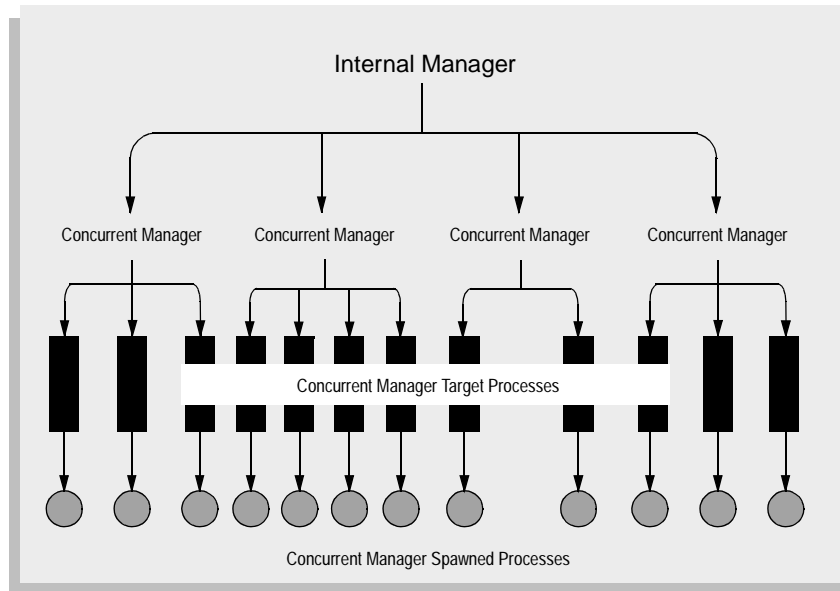 Internal Manager
Concurrent Manager
Concurrent Manager
Concurrent Manager
Concurrent Manager
Concurrent Manager Target Processes
Concurrent Manager Spawned Processes